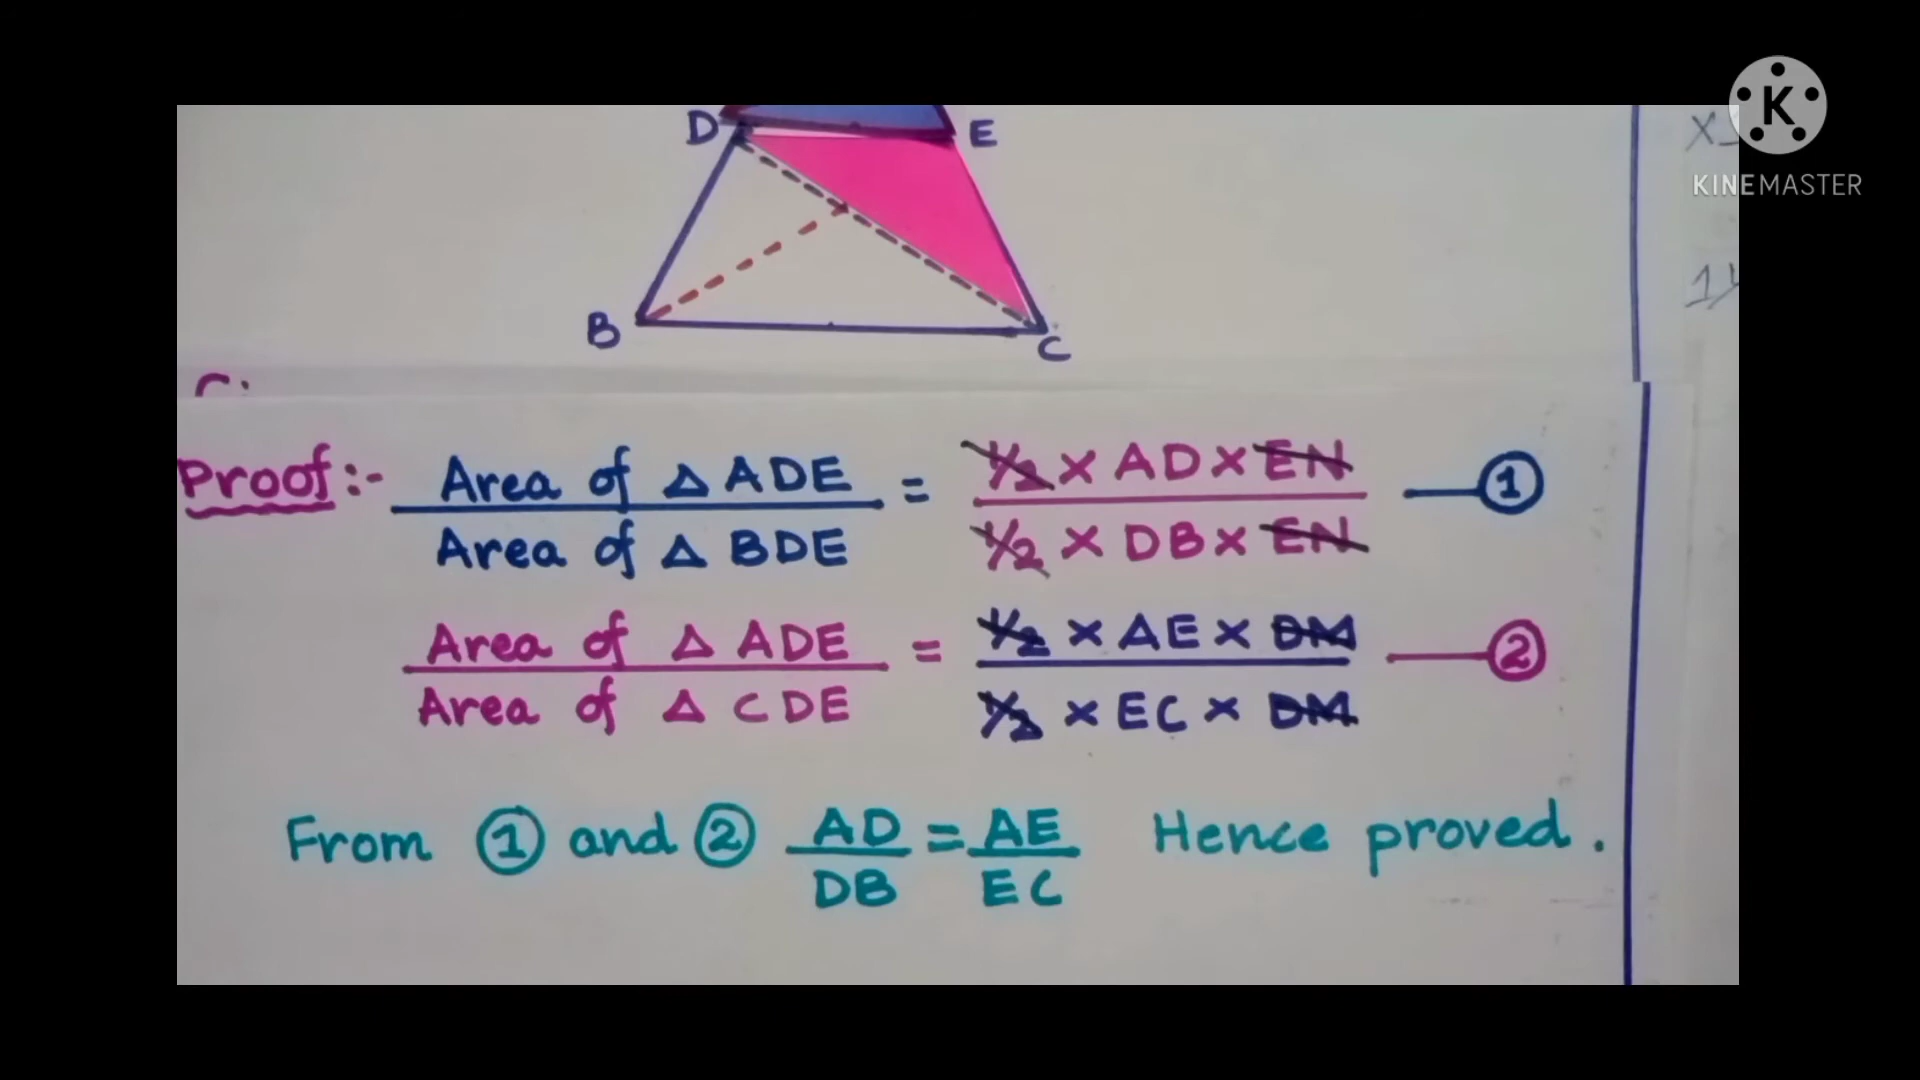 D E
B C
KINEMASTER
Proof:- Area of △ ADE / Area of △ BDE = 1/2 × AD × EN / 1/2 × DB × EN — ①
Area of △ ADE / Area of △ CDE = 1/2 × AE × DM / 1/2 × EC × DM — ②
From ① and ② AD / DB = AE / EC Hence proved.